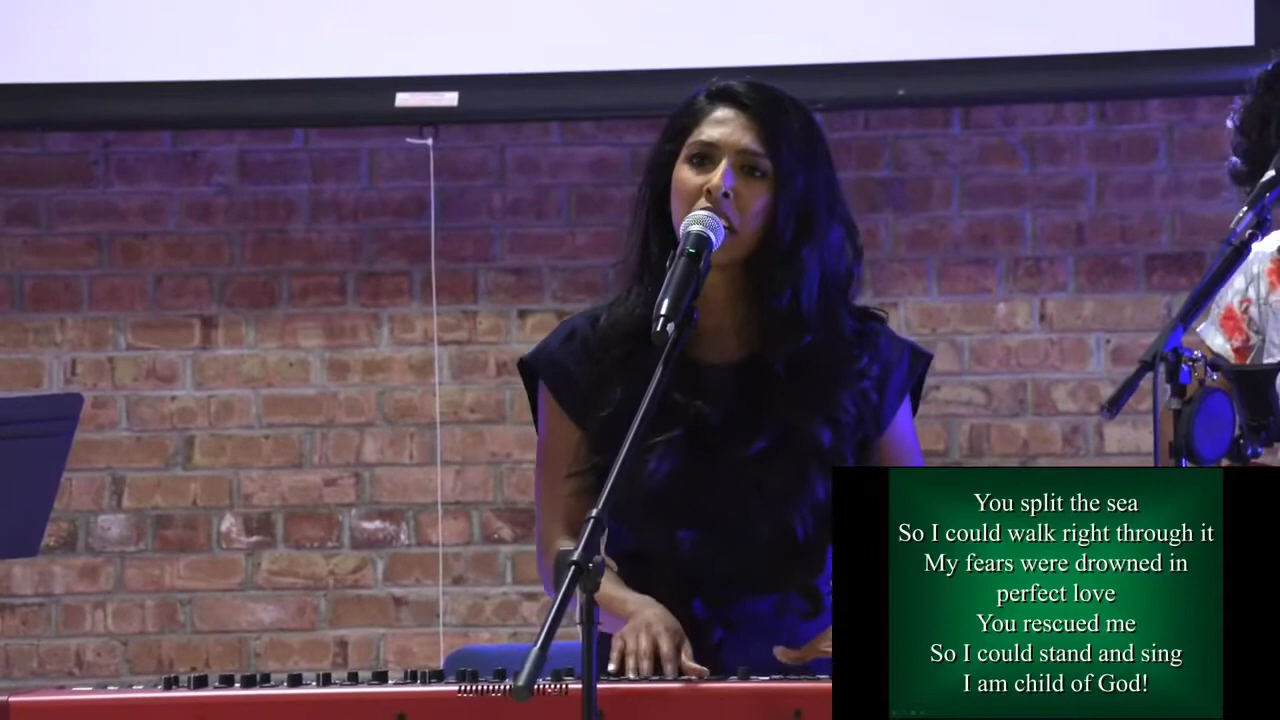 You split the sea
So I could walk right through it
My fears were drowned in
perfect love
You rescued me
So I could stand and sing
I am child of God!